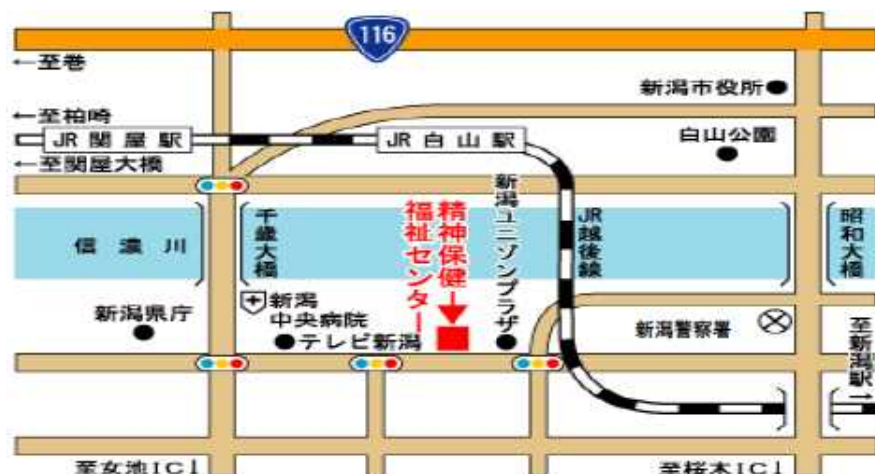 116
←至巻
新潟市役所
←至柏崎
JR 関屋駅
JR 白山駅
白山公園
←至関屋大橋
信濃川
千歳大橋
精神保健
福祉センター
新潟ユニゾンプラザ
JR越後線
昭和大橋
新潟県庁
新潟
中央病院
テレビ新潟
新潟警察署
至新潟駅→
至女池IC↓
至桜木IC↓